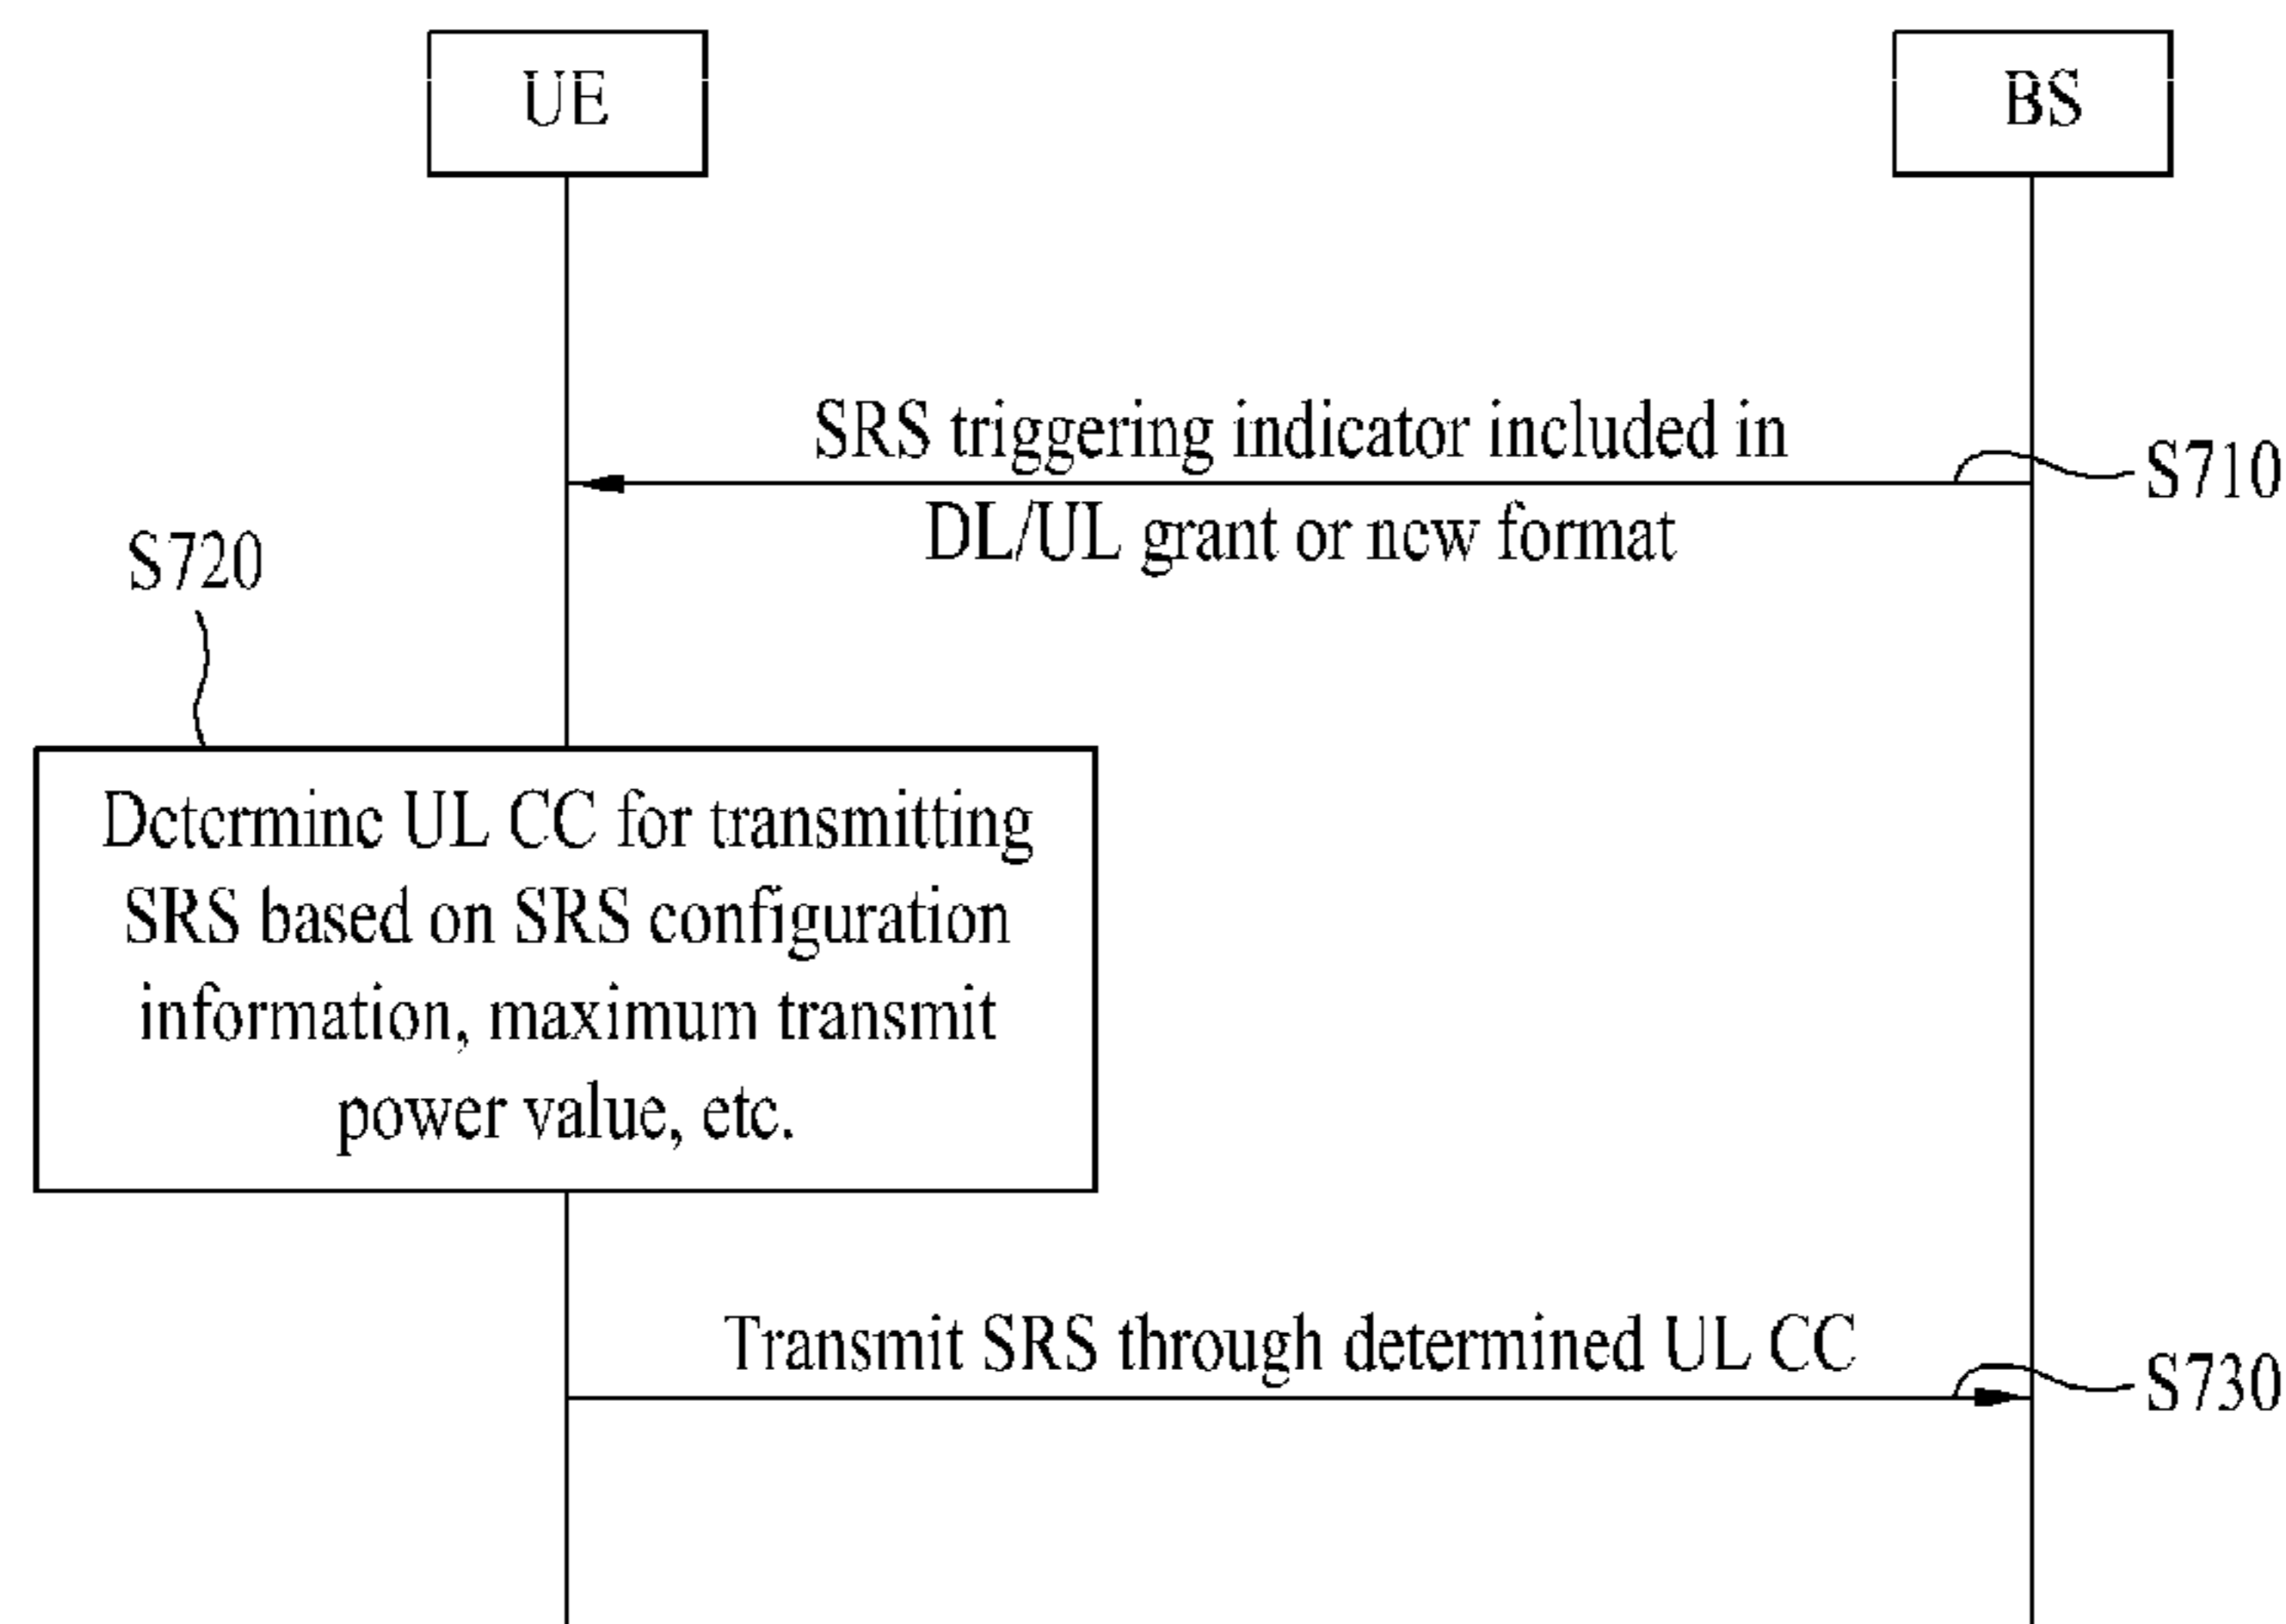 UE
BS
SRS triggering indicator included in
DL/UL grant or new format
S710
S720
Determine UL CC for transmitting
SRS based on SRS configuration
information, maximum transmit
power value, etc.
Transmit SRS through determined UL CC
S730